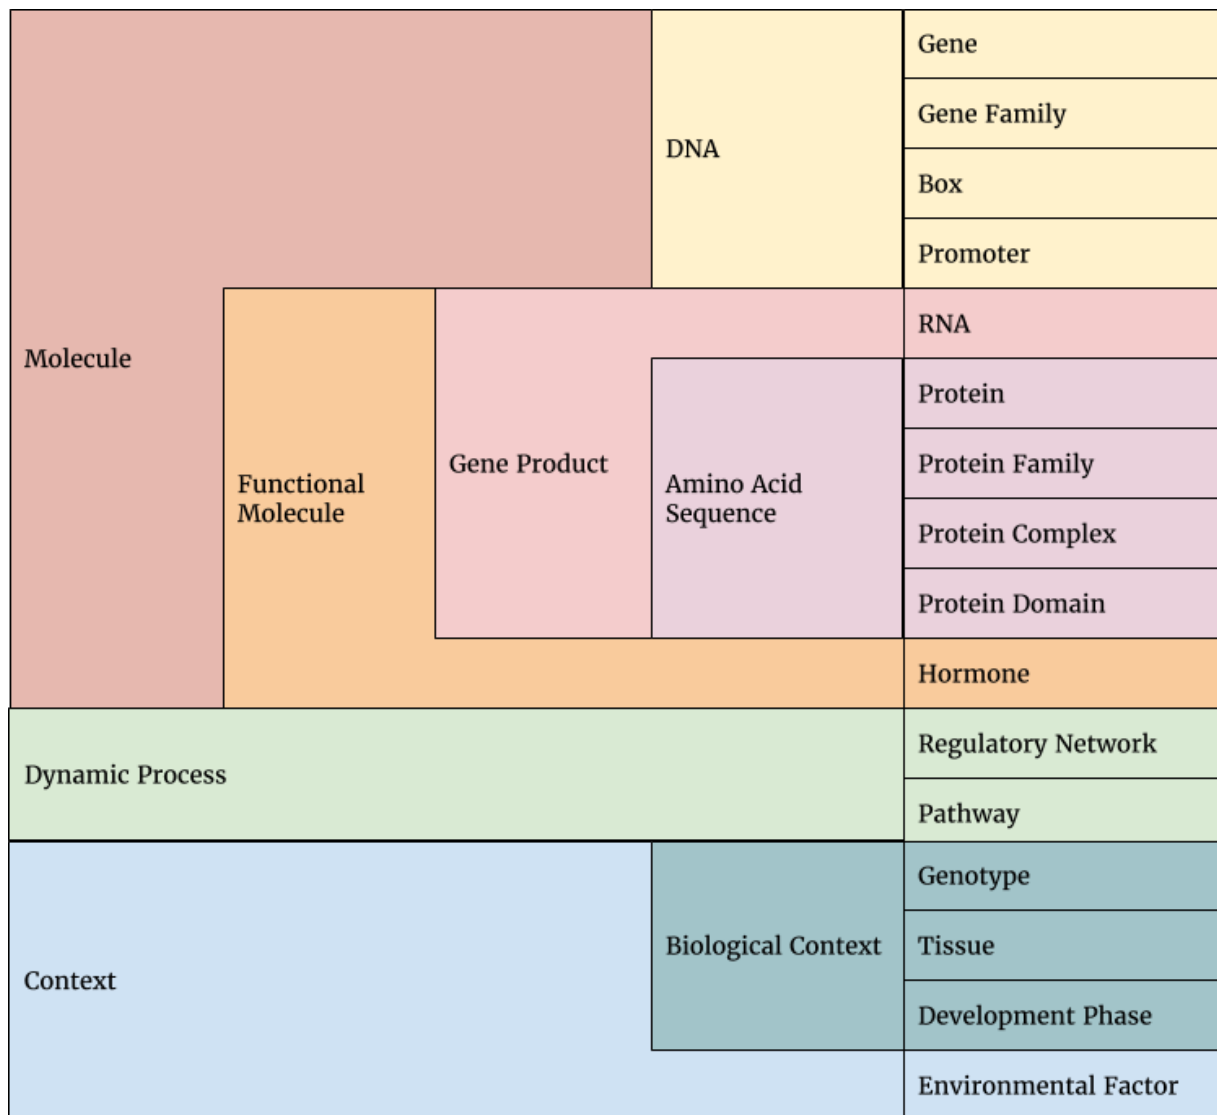 Molecule
Functional
Molecule
Gene Product
DNA
Amino Acid
Sequence
Gene
Gene Family
Box
Promoter
RNA
Protein
Protein Family
Protein Complex
Protein Domain
Hormone
Dynamic Process
Regulatory Network
Pathway
Context
Biological Context
Genotype
Tissue
Development Phase
Environmental Factor